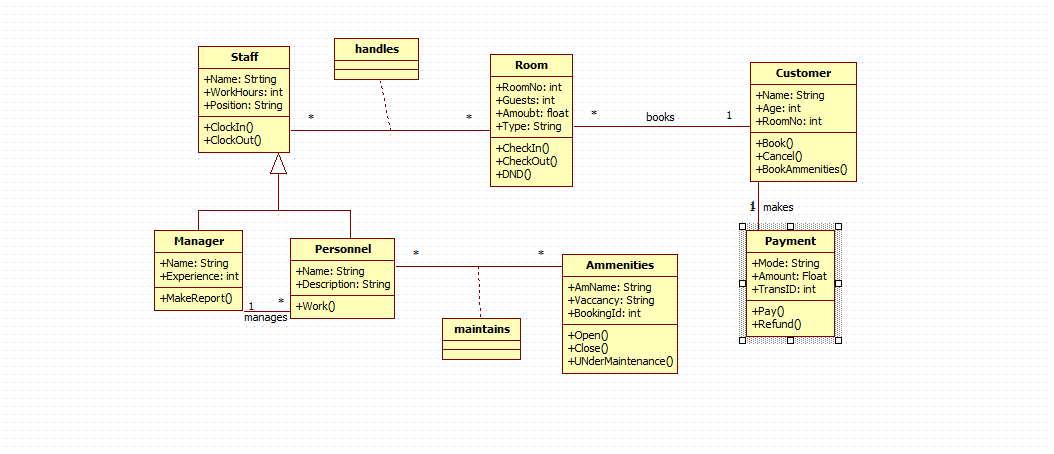 Staff
+Name: Strting
+WorkHours: int
+Position: String
+ClockIn()
+ClockOut()
handles
*
*
Room
+RoomNo: int
+Guests: int
+Amoubt: float
+Type: String
+CheckIn()
+CheckOut()
+DND()
*
books
1
Customer
+Name: String
+Age: int
+RoomNo: int
+Book()
+Cancel()
+BookAmmenities()
1
makes
Manager
+Name: String
+Experience: int
+MakeReport()
1
*
manages
Personnel
+Name: String
+Description: String
+Work()
*
*
maintains
Ammenities
+AmName: String
+Vaccancy: String
+BookingId: int
+Open()
+Close()
+UNderMaintenance()
Payment
+Mode: String
+Amount: Float
+TransID: int
+Pay()
+Refund()